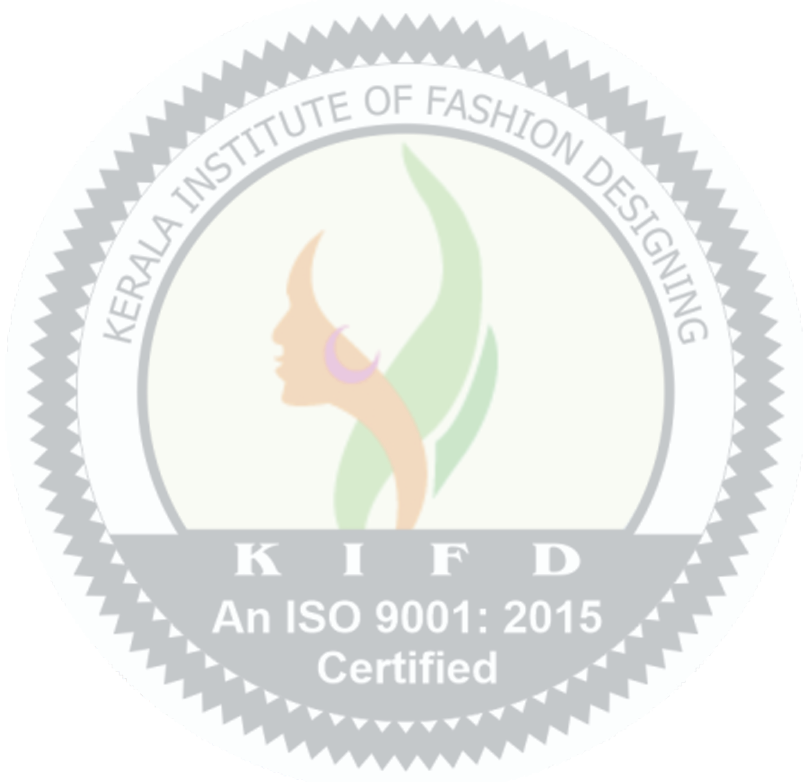 KERALA INSTITUTE OF FASHION DESIGNING
K I F D
An ISO 9001: 2015
Certified